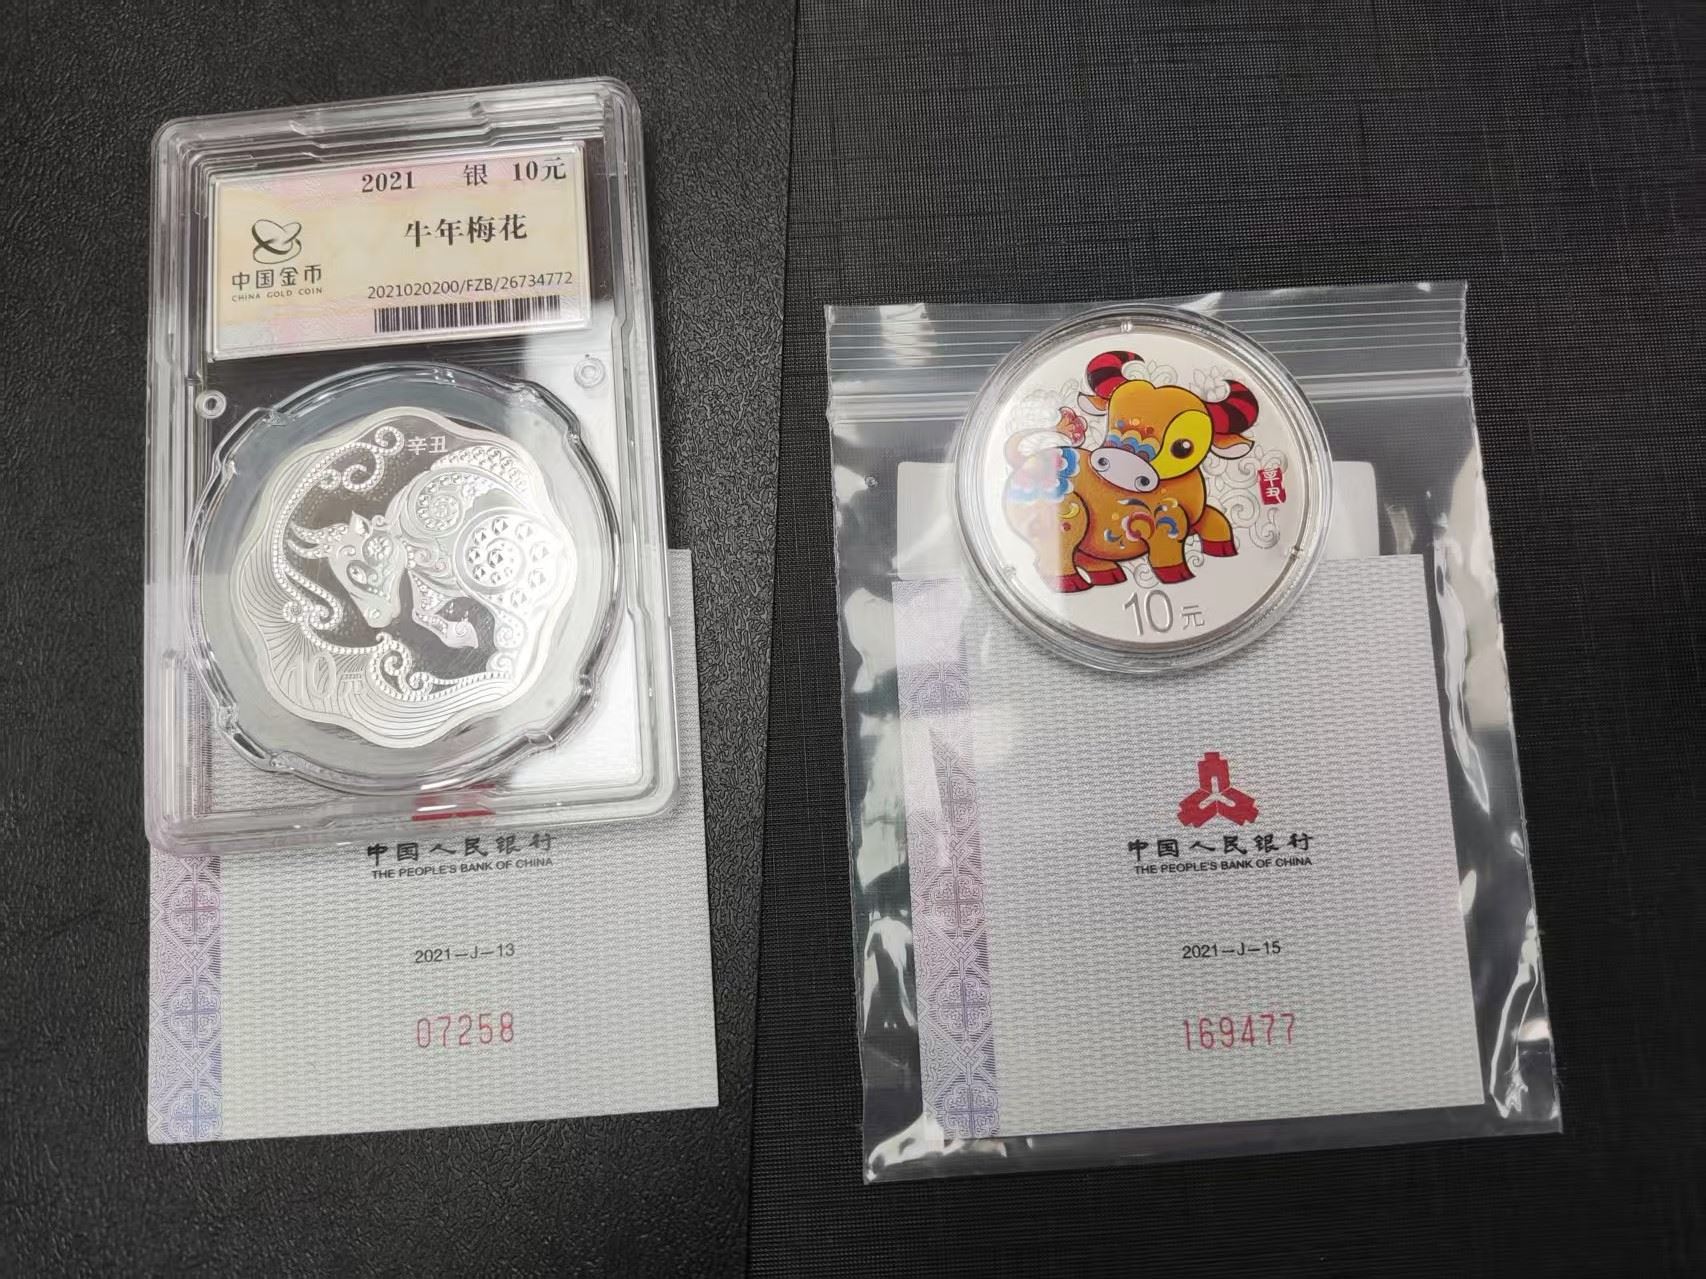 2021 银 10元
牛年梅花
中国金币
CHINA GOLD COIN
2021020200/FZB/26734772
辛丑
10元
中国人民银行
THE PEOPLE'S BANK OF CHINA
2021-J-13
07258
辛丑
10元
中国人民银行
THE PEOPLE'S BANK OF CHINA
2021-J-15
169477